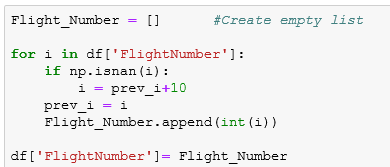 Flight_Number = []      #Create empty list

for i in df['FlightNumber']:
    if np.isnan(i):
        i = prev_i+10
    prev_i = i
    Flight_Number.append(int(i))

df['FlightNumber']= Flight_Number